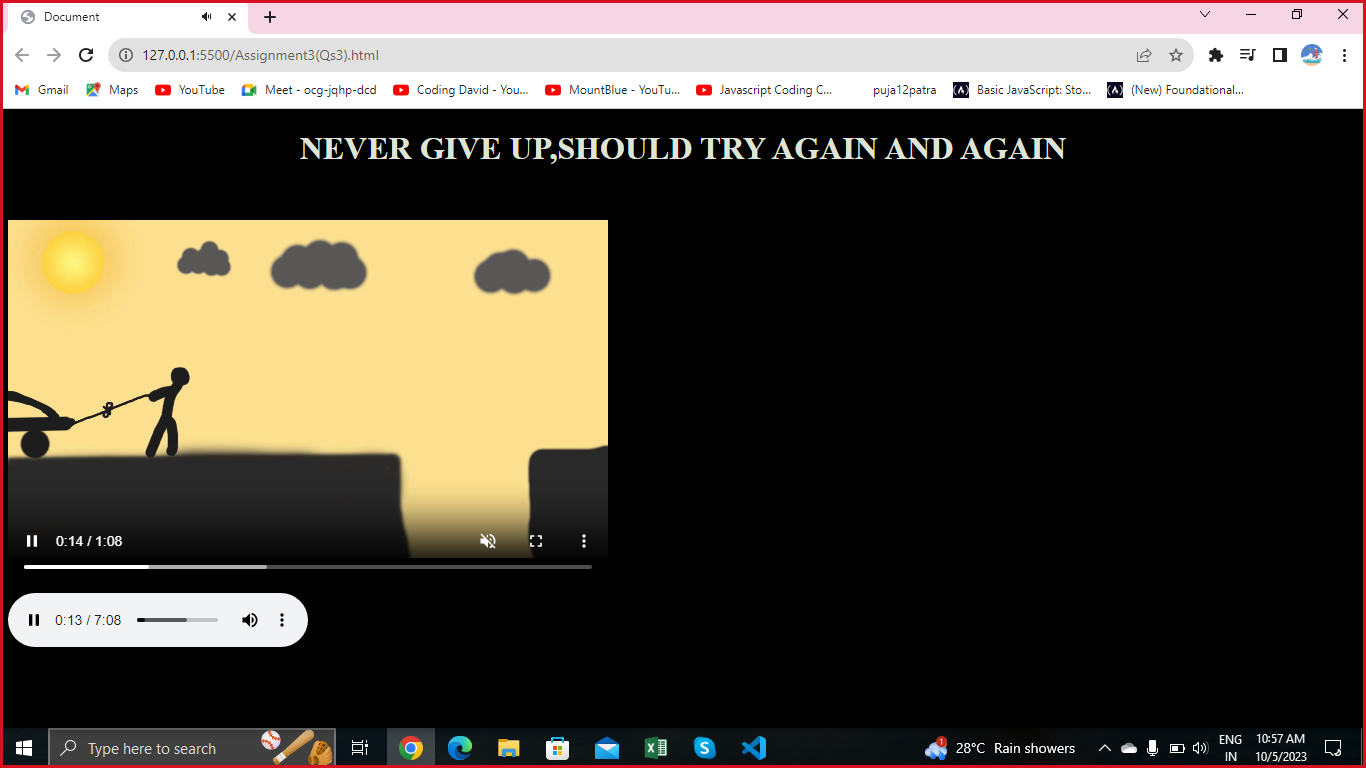 Document
127.0.0.1:5500/Assignment3(Qs3).html
Gmail Maps YouTube Meet - ocg-jqhp-dcd Coding David - You... MountBlue - YouTu... Javascript Coding C... puja12patra Basic JavaScript: Sto... (New) Foundational...
NEVER GIVE UP,SHOULD TRY AGAIN AND AGAIN
0:14 / 1:08
0:13 / 7:08
Type here to search
1
28°C Rain showers
ENG
IN
10:57 AM
10/5/2023